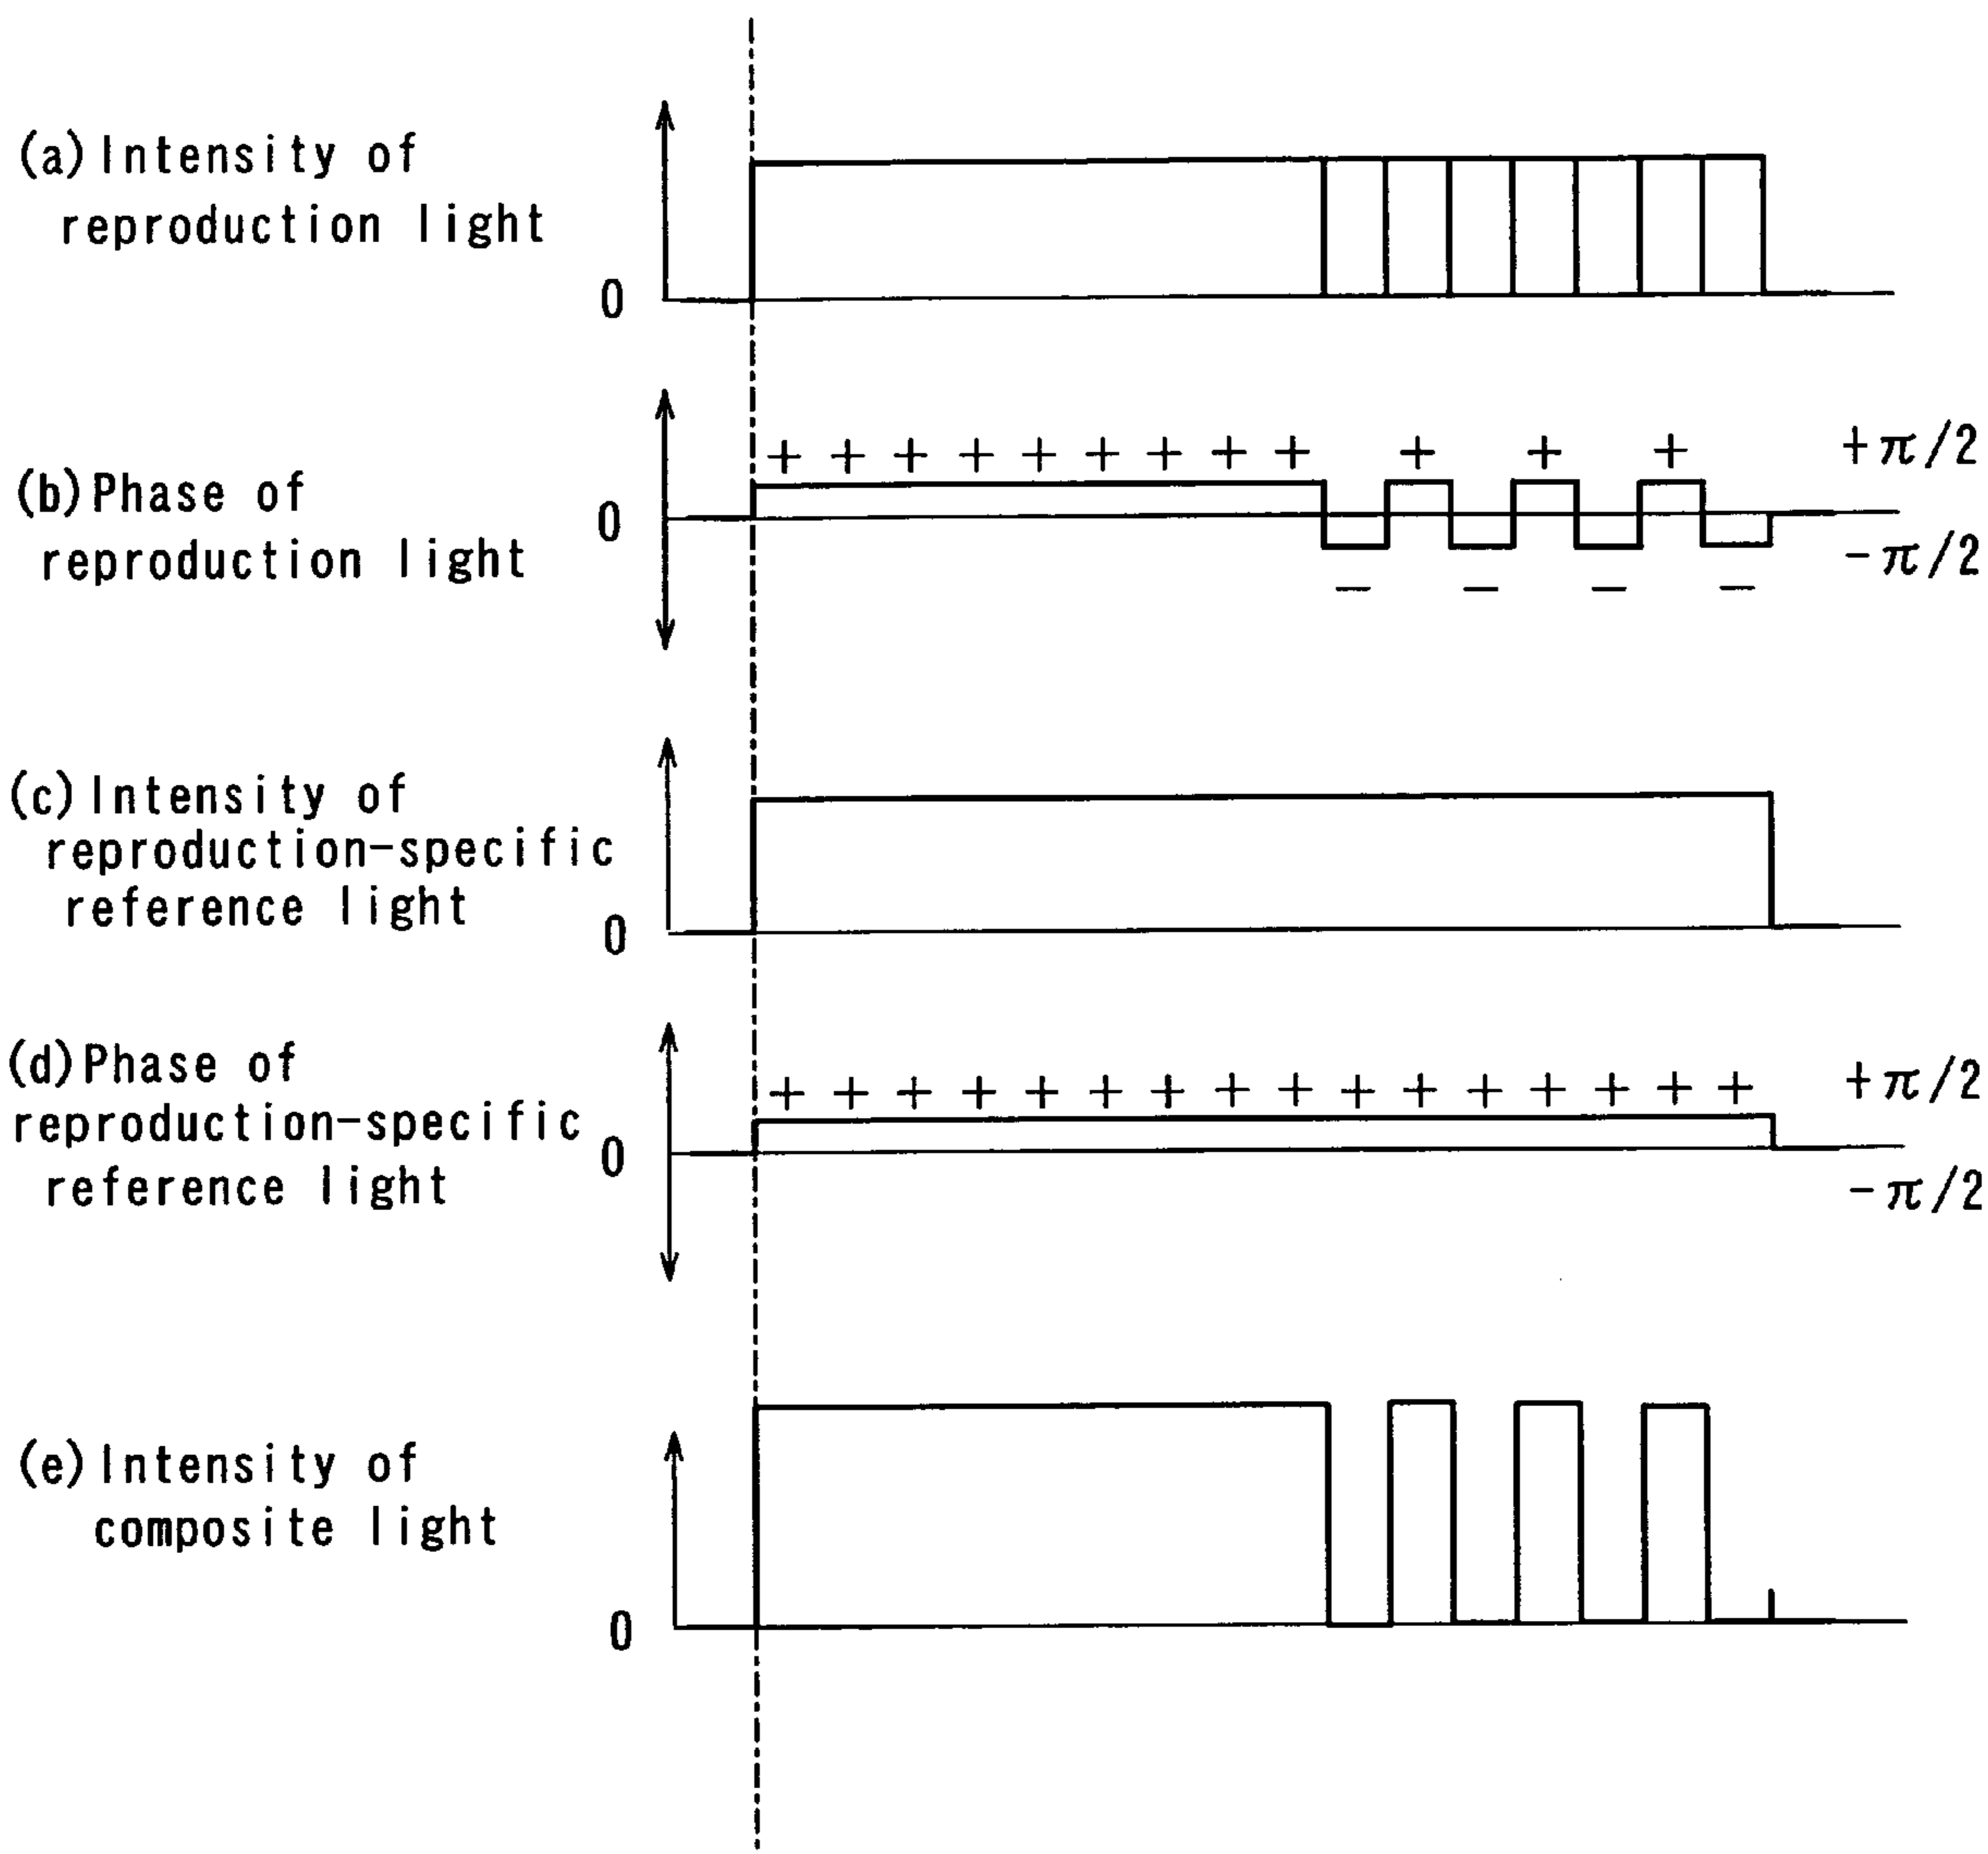 (a) Intensity of
reproduction light
0
+ + + + + + + + + + + + +π/2
(b) Phase of
0
reproduction light
-π/2
- - - -
(c) Intensity of
reproduction-specific
reference light
0
(d) Phase of
+ + + + + + + + + + + + + + + + +π/2
reproduction-specific
0
reference light
-π/2
(e) Intensity of
composite light
0